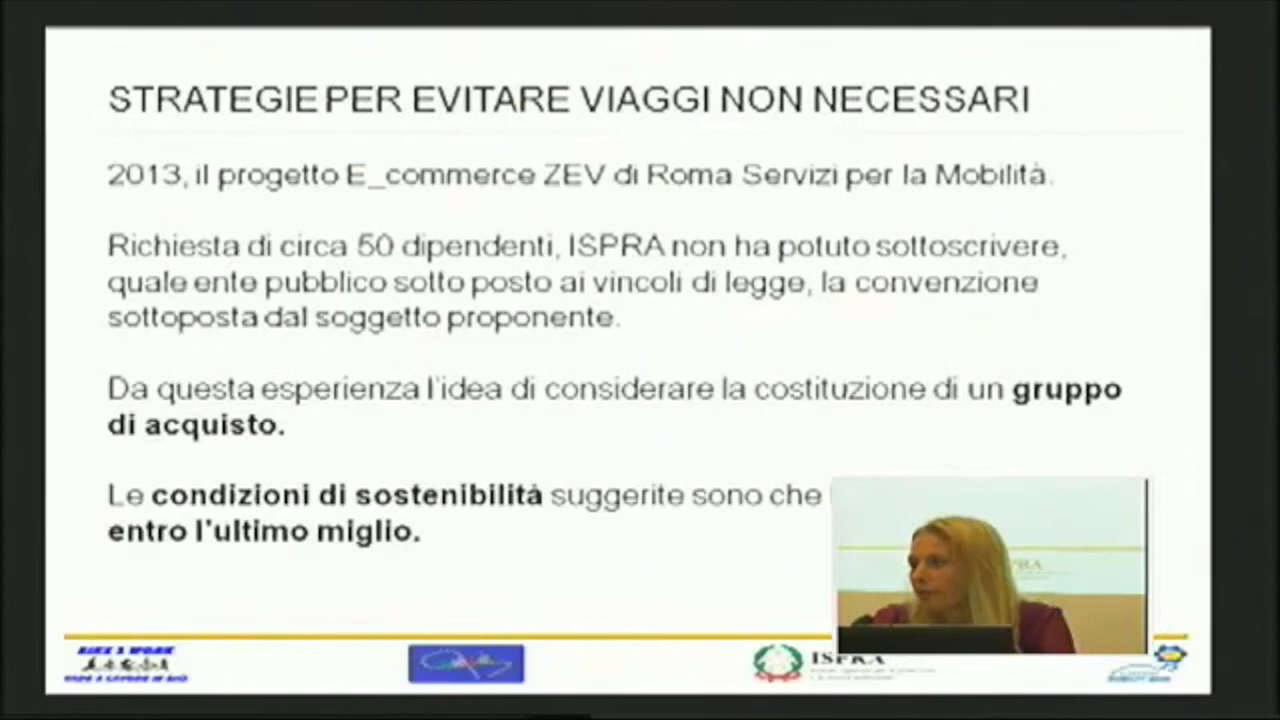 STRATEGIE PER EVITARE VIAGGI NON NECESSARI
2013, il progetto E_commerce ZEV di Roma Servizi per la Mobilità.
Richiesta di circa 50 dipendenti, ISPRA non ha potuto sottoscrivere,
quale ente pubblico sotto posto ai vincoli di legge, la convenzione
sottoposta dal soggetto proponente.
Da questa esperienza l'idea di considerare la costituzione di un gruppo
di acquisto.
Le condizioni di sostenibilità suggerite sono che
entro l'ultimo miglio.
BIKE 2 WORK
ISPRA